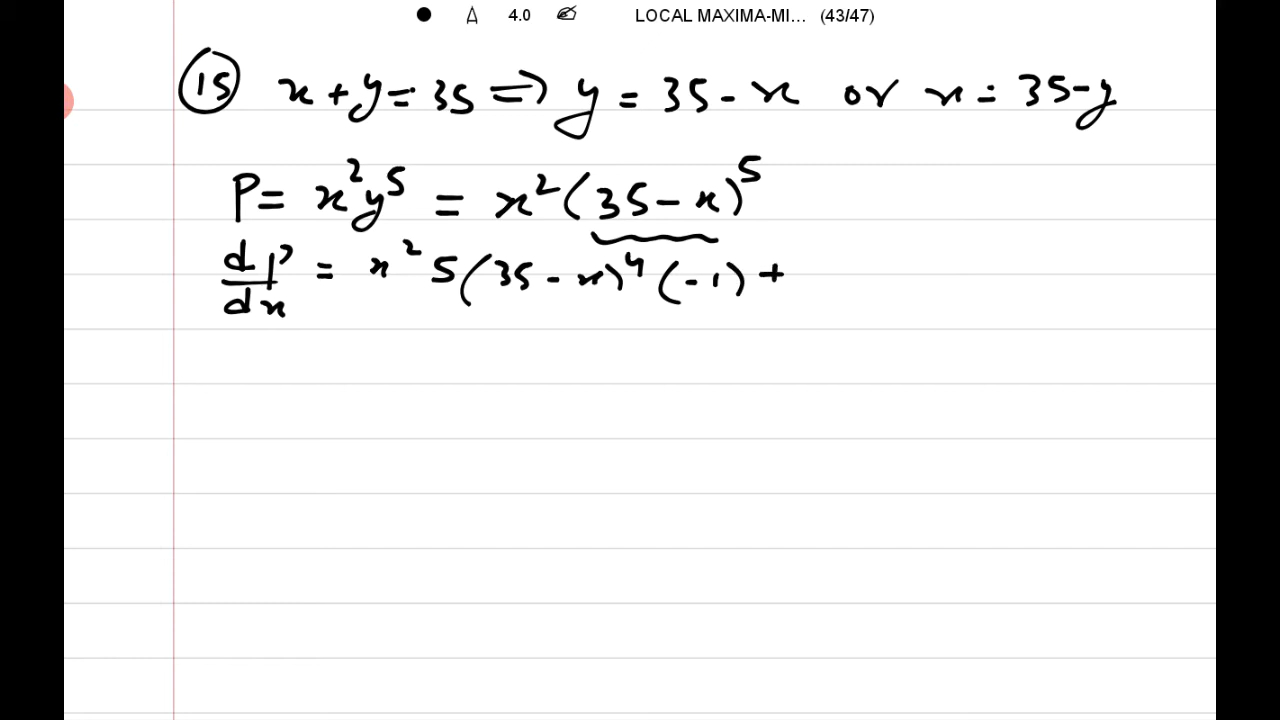 4.0 LOCAL MAXIMA-MI... (43/47)
(15) x + y = 35 ⇒ y = 35 - x or x = 35 - y
P = x²y⁵ = x²(35 - x)⁵
dP/dx = x² 5(35 - x)⁴(-1) +